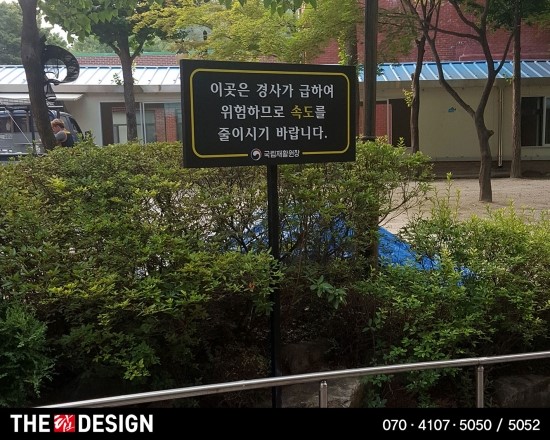 이곳은 경사가 급하여
위험하므로 속도를
줄이시기 바랍니다.
국립재활원장
THE DESIGN
070 · 4107 · 5050 / 5052